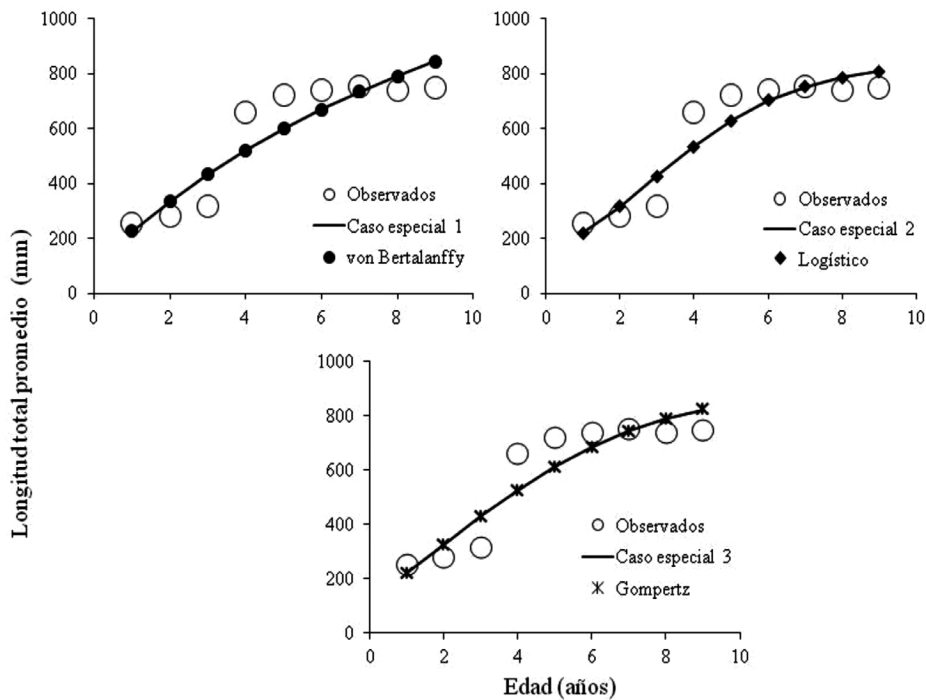 1000
800
600
400
200
0
0 2 4 6 8 10
Observados
Caso especial 1
von Bertalanffy
1000
800
600
400
200
0
0 2 4 6 8 10
Observados
Caso especial 2
Logístico
Longitud total promedio (mm)
1000
800
600
400
200
0
0 2 4 6 8 10
Observados
Caso especial 3
Gompertz
Edad (años)